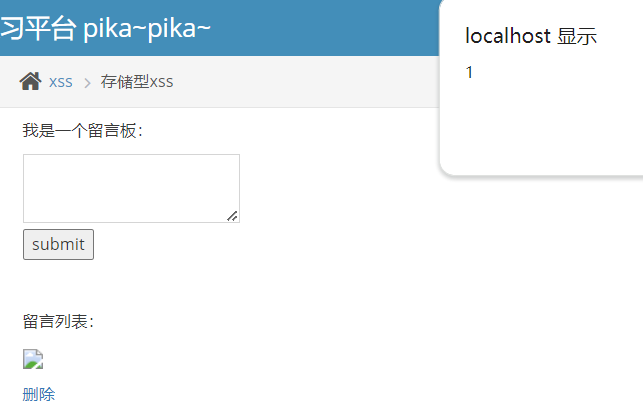 习平台 pika~pika~
localhost 显示
1
xss > 存储型xss
我是一个留言板：
submit
留言列表：
删除